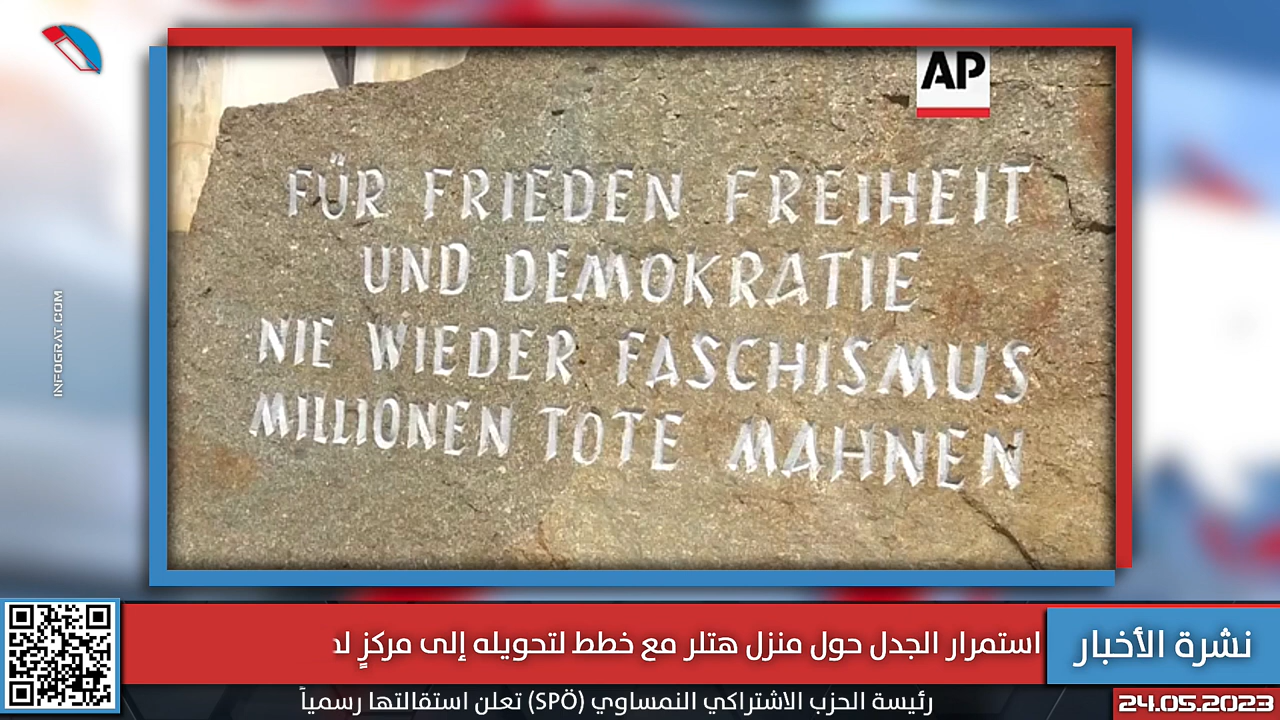 AP
FÜR FRIEDEN FREIHEIT
UND DEMOKRATIE
NIE WIEDER FASCHISMUS
MILLIONEN TOTE MAHNEN
INFOGRAT.COM
نشرة الأخبار
استمرار الجدل حول منزل هتلر مع خطط لتحويله إلى مركزٍ
رئيسة الحزب الاشتراكي النمساوي (SPÖ) تعلن استقالتها رسمياً
24.05.2023